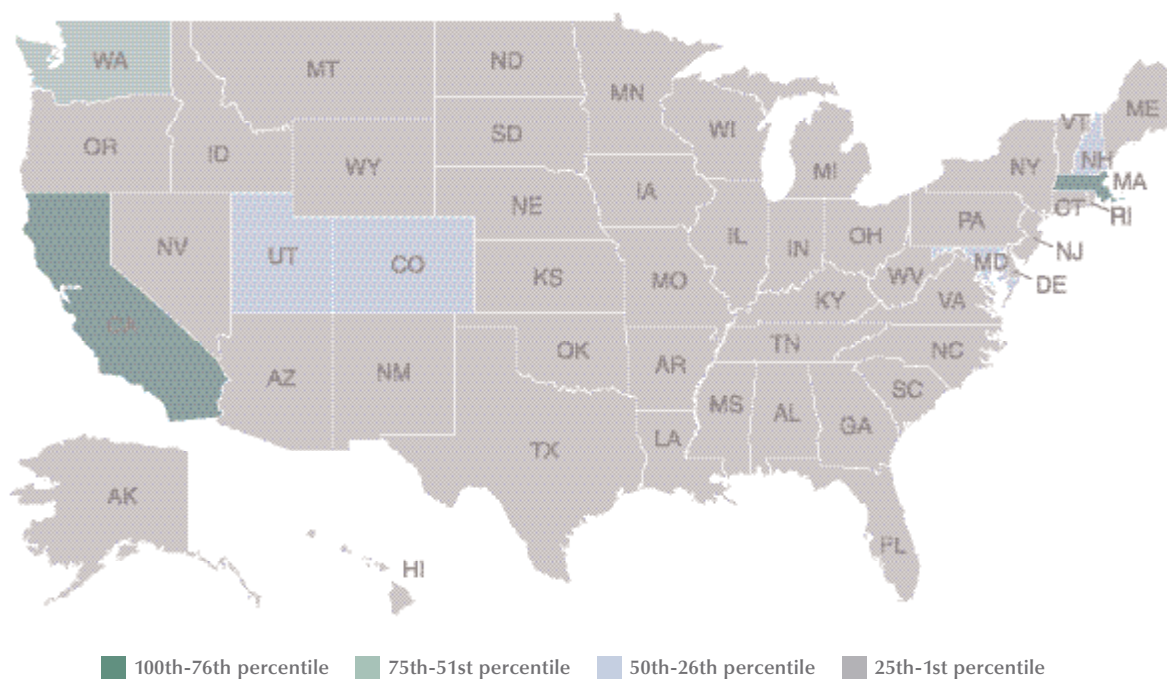 WA
MT
ND
MN
ME
VT
NH
MA
OR
ID
SD
WI
MI
NY
WY
CT
RI
IA
NE
PA
NJ
NV
UT
CO
IL
IN
OH
MD
DE
KS
MO
WV
KY
VA
CA
TN
NC
OK
AR
AZ
NM
SC
MS
AL
GA
LA
TX
AK
FL
HI
100th-76th percentile 75th-51st percentile 50th-26th percentile 25th-1st percentile